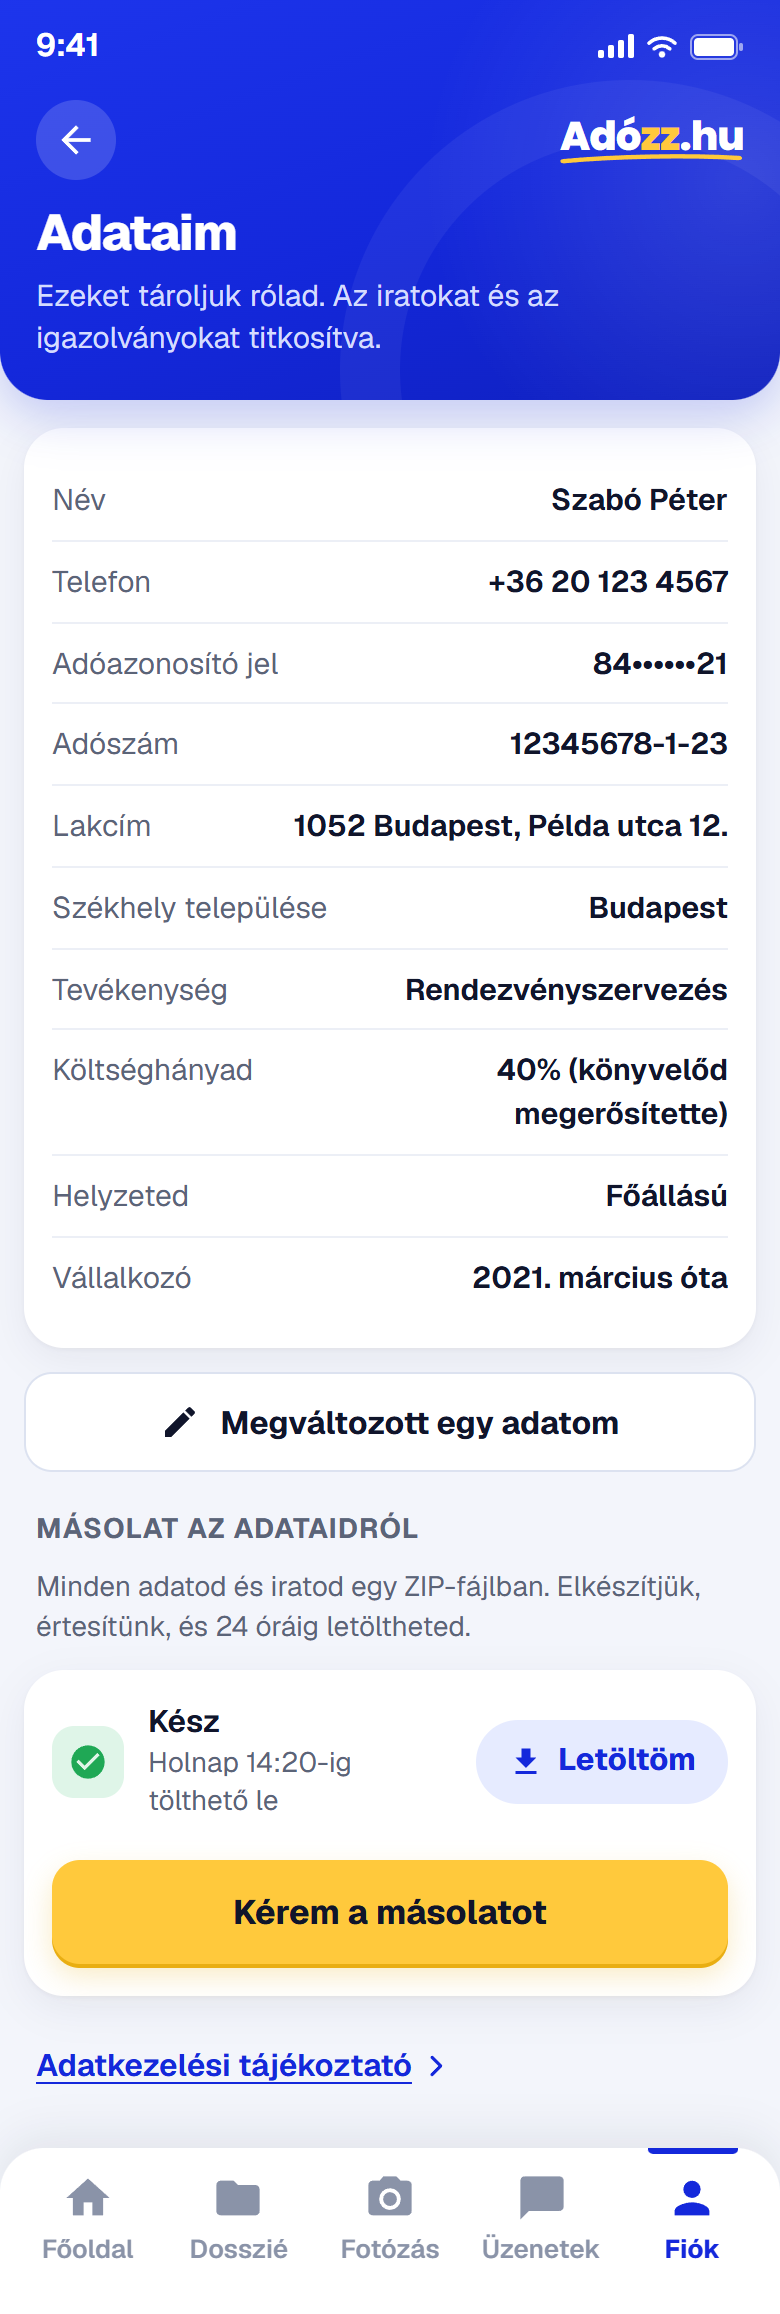 9:41
Adózz.hu
Adataim
Ezeket tároljuk rólad. Az iratokat és az
igazolványokat titkosítva.
Név Szabó Péter
Telefon +36 20 123 4567
Adóazonosító jel 84••••••21
Adószám 12345678-1-23
Lakcím 1052 Budapest, Példa utca 12.
Székhely települése Budapest
Tevékenység Rendezvényszervezés
Költséghányad 40% (könyvelőd
megerősítette)
Helyzeted Főállású
Vállalkozó 2021. március óta
Megváltozott egy adatom
MÁSOLAT AZ ADATAIDRÓL
Minden adatod és iratod egy ZIP-fájlban. Elkészítjük,
értesítünk, és 24 óráig letöltheted.
Kész
Holnap 14:20-ig
tölthető le
Letöltöm
Kérem a másolatot
Adatkezelési tájékoztató
Főoldal Dosszié Fotózás Üzenetek Fiók